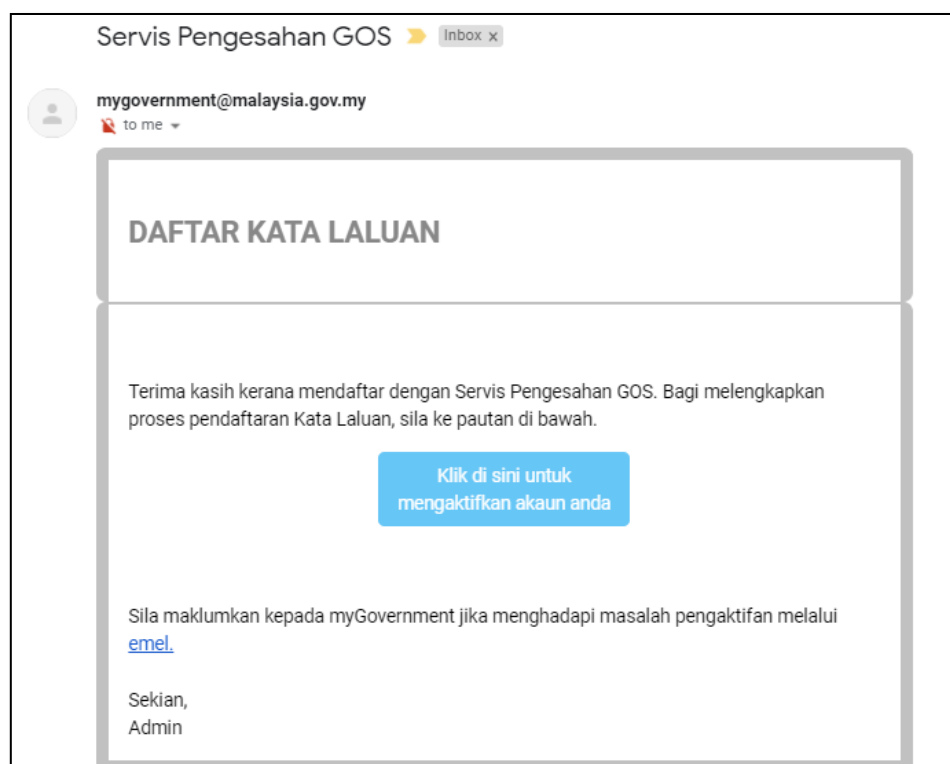 Servis Pengesahan GOS
Inbox x
mygovernment@malaysia.gov.my
to me
DAFTAR KATA LALUAN
Terima kasih kerana mendaftar dengan Servis Pengesahan GOS. Bagi melengkapkan
proses pendaftaran Kata Laluan, sila ke pautan di bawah.
Klik di sini untuk
mengaktifkan akaun anda
Sila maklumkan kepada myGovernment jika menghadapi masalah pengaktifan melalui
emel.
Sekian,
Admin